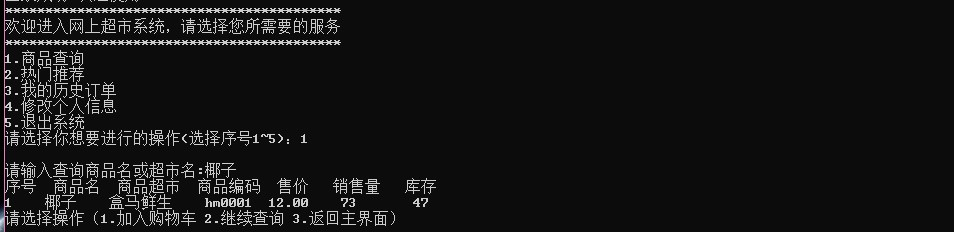 ******************************************
欢迎进入网上超市系统，请选择您所需要的服务
******************************************
1.商品查询
2.热门推荐
3.我的历史订单
4.修改个人信息
5.退出系统
请选择你想要进行的操作(选择序号1~5)：1
请输入查询商品名或超市名:椰子
序号 商品名 商品超市 商品编码 售价 销售量 库存
1 椰子 盒马鲜生 hm0001 12.00 73 47
请选择操作（1.加入购物车 2.继续查询 3.返回主界面）